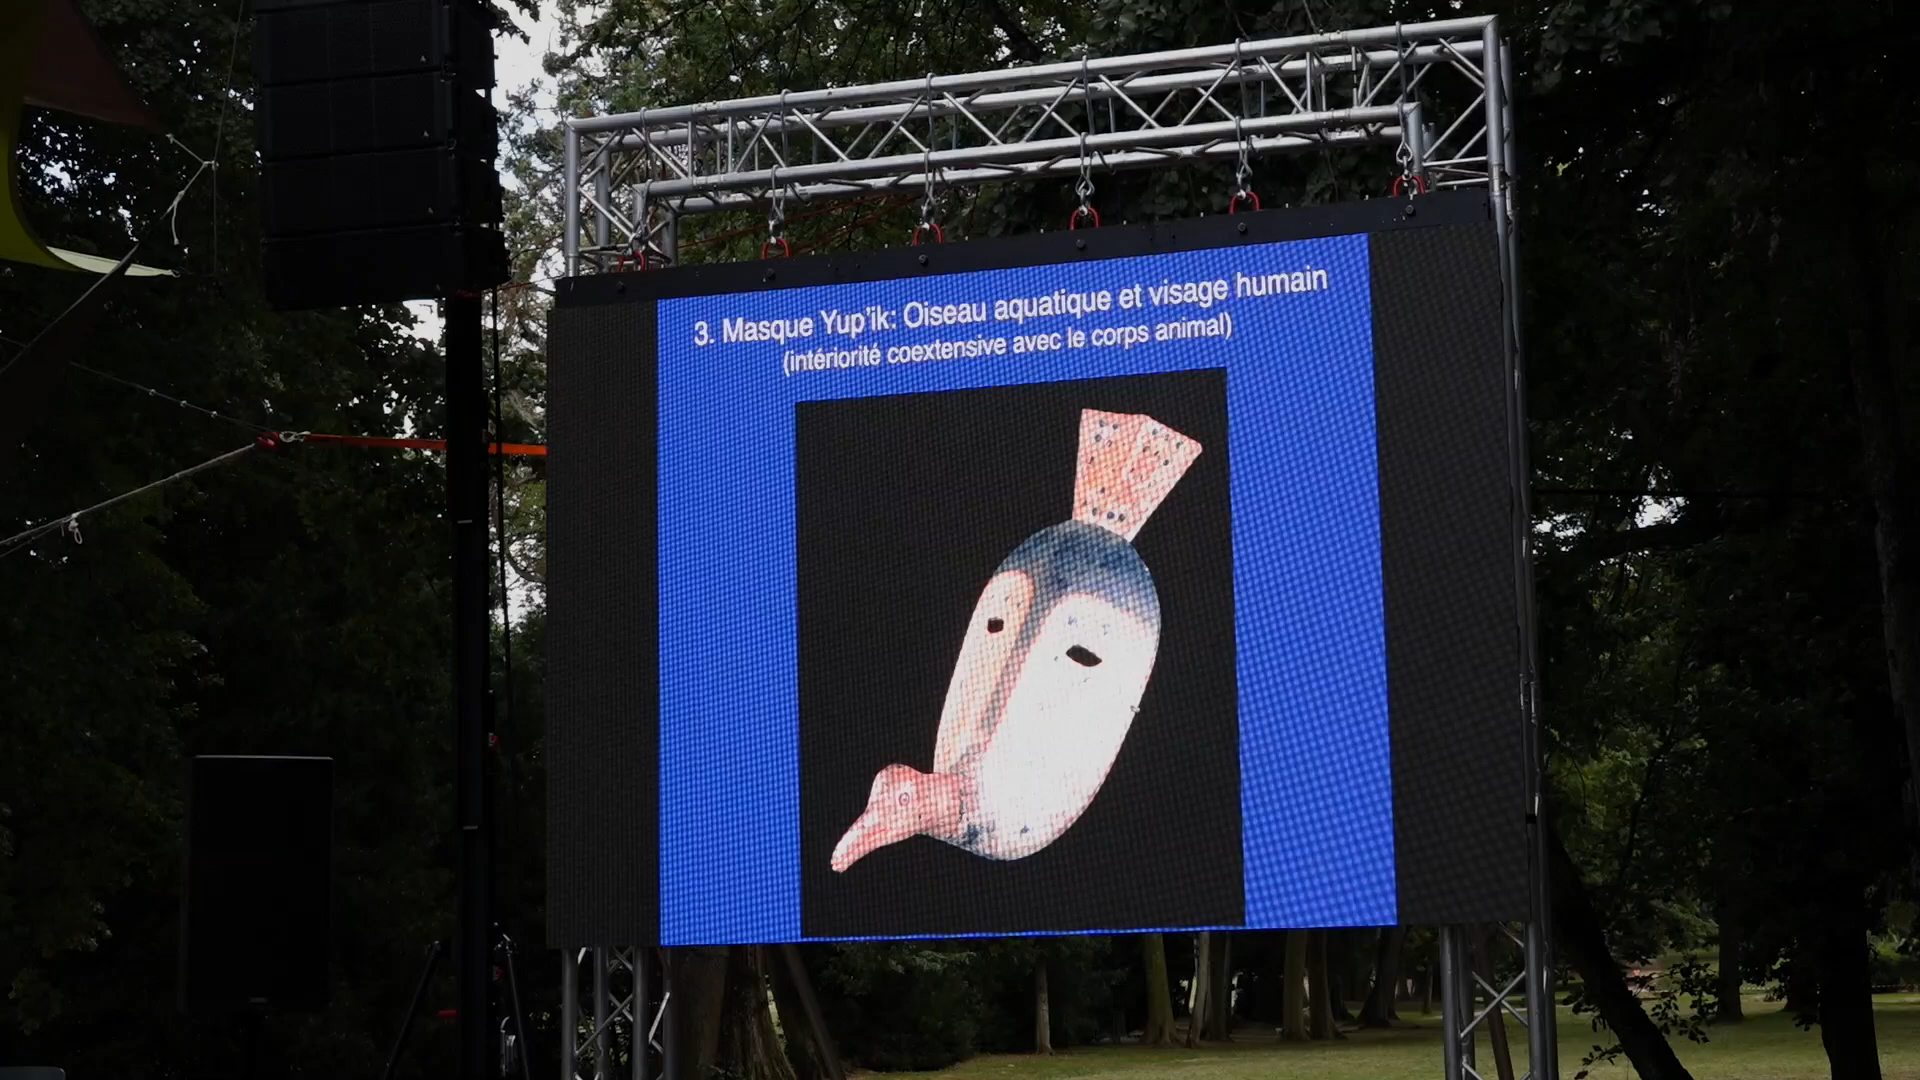 3. Masque Yup'ik: Oiseau aquatique et visage humain
(intériorité coextensive avec le corps animal)